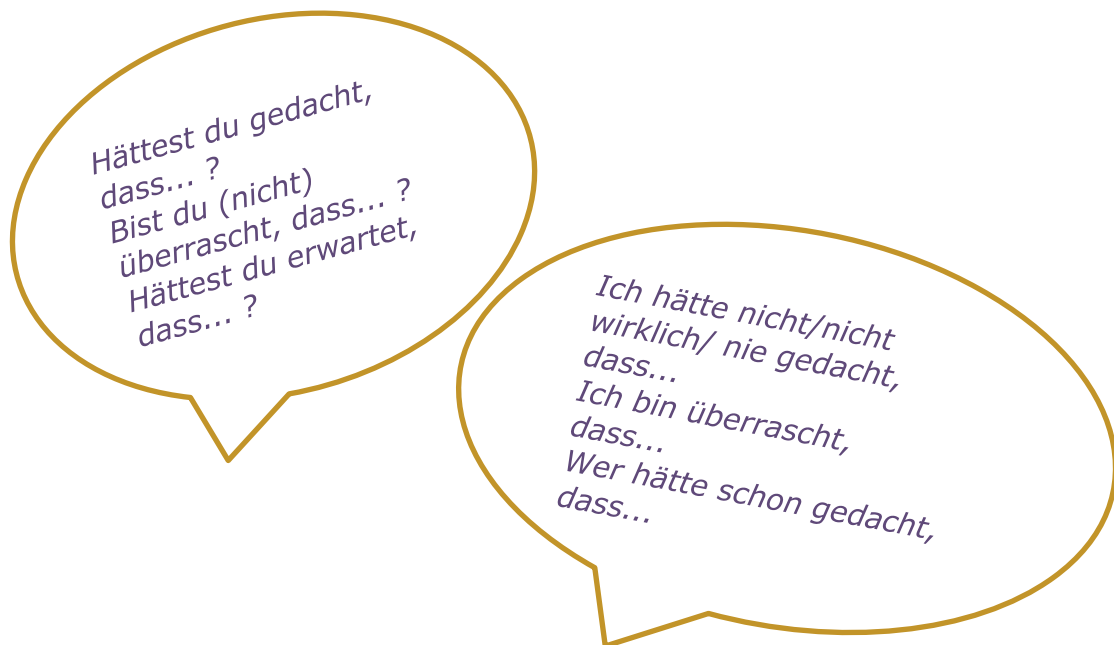 Hättest du gedacht,
dass... ?
Bist du (nicht)
überrascht, dass... ?
Hättest du erwartet,
dass... ?
Ich hätte nicht/nicht
wirklich/ nie gedacht,
dass...
Ich bin überrascht,
dass...
Wer hätte schon gedacht,
dass...